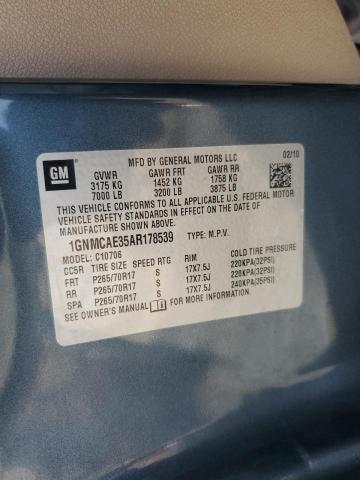 GM
MFD BY GENERAL MOTORS LLC 02/10
GVWR GAWR FRT GAWR RR
3175 KG 1452 KG 1758 KG
7000 LB 3200 LB 3875 LB
THIS VEHICLE CONFORMS TO ALL APPLICABLE U.S. FEDERAL
MOTOR VEHICLE SAFETY
THEFT PREVENTION STANDARDS IN EFFECT ON THE DATE OF
MANUFACTURE SHOWN ABOVE.
1GNMCAE35AR178539 TYPE: M.P.V.
MODEL: C10706
CC5R TIRE SIZE SPEED RTG RIM COLD TIRE PRESSURE
FRT P265/70R17 S 17X7.5J 220KPA(32PSI)
RR P265/70R17 S 17X7.5J 220KPA(32PSI)
SPA P265/70R17 S 17X7.5J 240KPA(35PSI)
SEE OWNER'S MANUAL FOR MORE INFORMATION